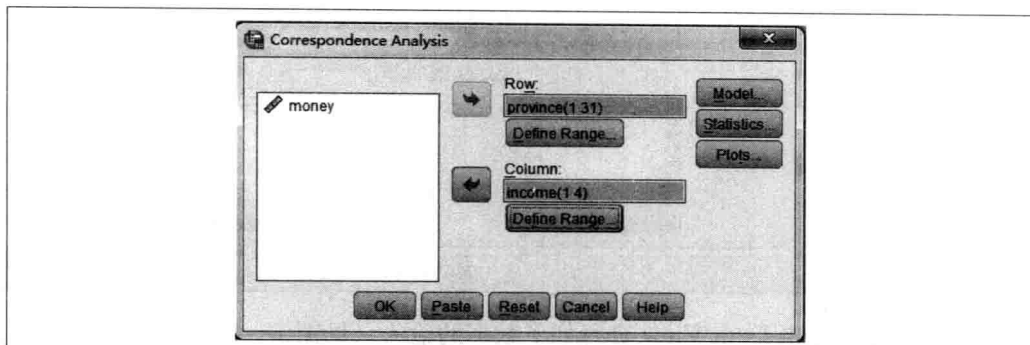 Correspondence Analysis
money
Row:
province(1 31)
Define Range...
Column:
income(1 4)
Define Range...
Model...
Statistics...
Plots...
OK
Paste
Reset
Cancel
Help